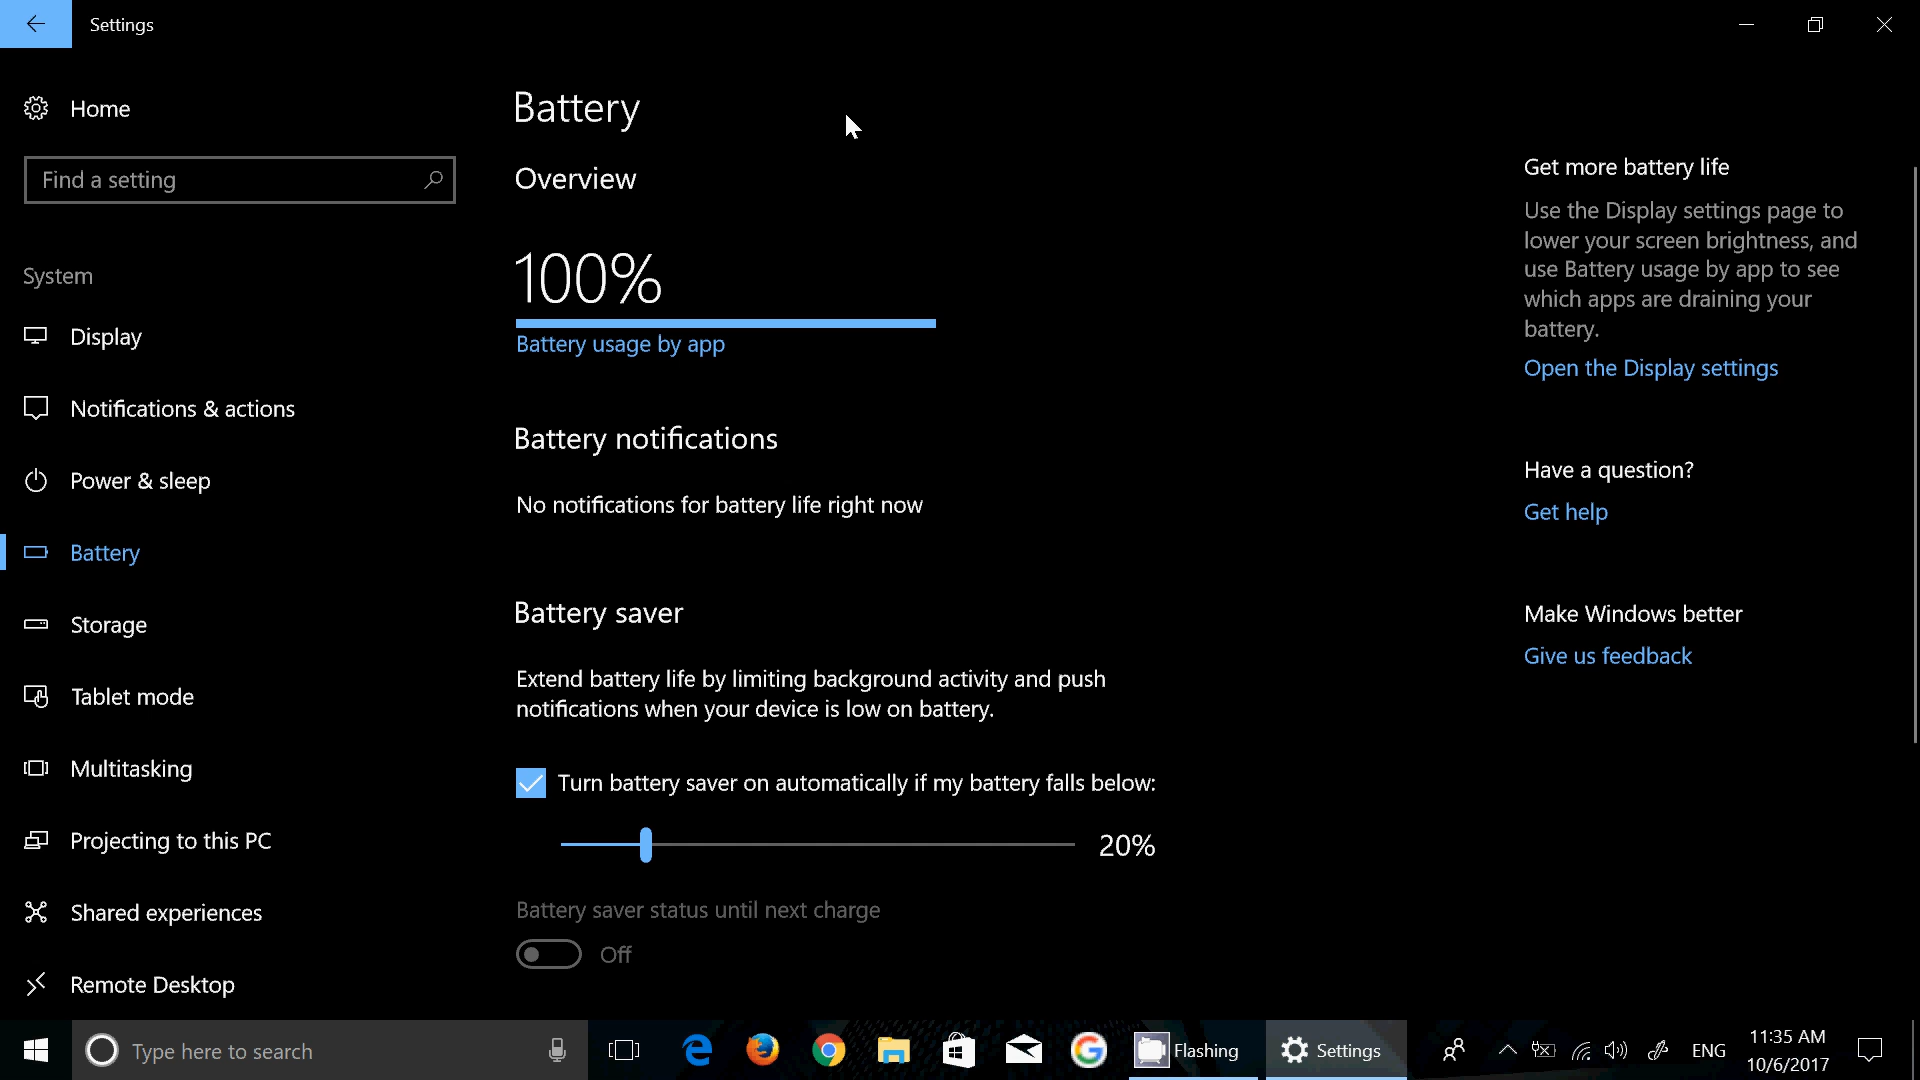 Settings
Home
Find a setting
System
Display
Notifications & actions
Power & sleep
Battery
Storage
Tablet mode
Multitasking
Projecting to this PC
Shared experiences
Remote Desktop
Battery
Overview
100%
Battery usage by app
Battery notifications
No notifications for battery life right now
Battery saver
Extend battery life by limiting background activity and push
notifications when your device is low on battery.
Turn battery saver on automatically if my battery falls below:
20%
Battery saver status until next charge
Off
Get more battery life
Use the Display settings page to
lower your screen brightness, and
use Battery usage by app to see
which apps are draining your
battery.
Open the Display settings
Have a question?
Get help
Make Windows better
Give us feedback
Type here to search
Flashing
Settings
ENG
11:35 AM
10/6/2017